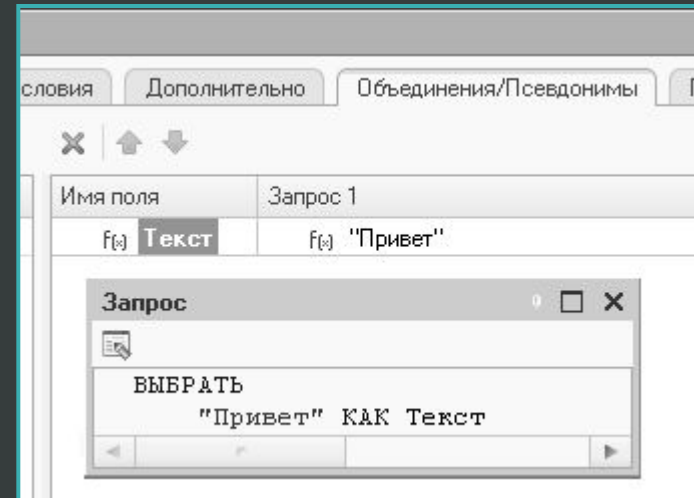 словия Дополнительно Объединения/Псевдонимы
Имя поля Запрос 1
f(x) Текст f(x) "Привет"
Запрос
ВЫБРАТЬ
"Привет" КАК Текст